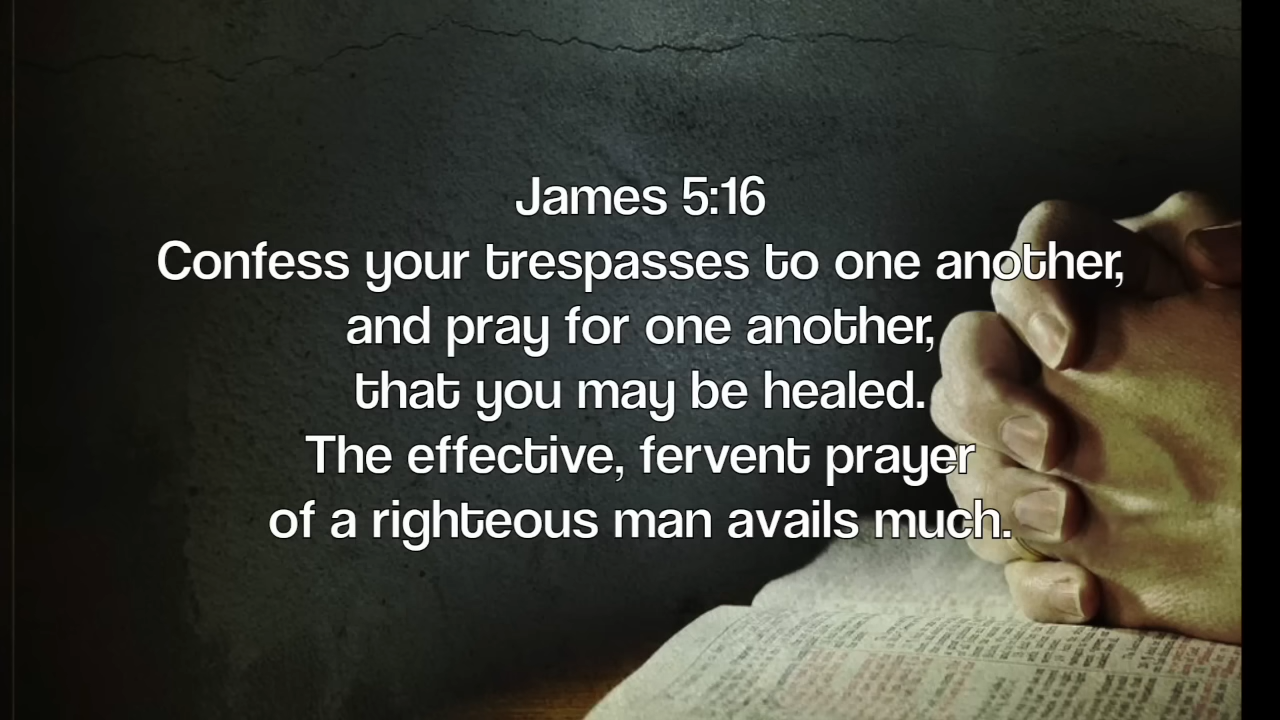 James 5:16
Confess your trespasses to one another,
and pray for one another,
that you may be healed.
The effective, fervent prayer
of a righteous man avails much.